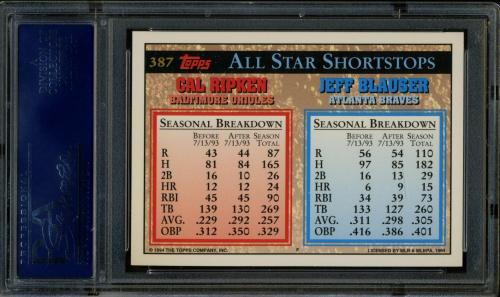 387 Topps ALL STAR SHORTSTOPS
CAL RIPKEN JEFF BLAUSER
BALTIMORE ORIOLES ATLANTA BRAVES
SEASONAL BREAKDOWN
BEFORE AFTER SEASON
7/13/93 7/13/93 TOTAL
R 43 44 87
H 81 84 165
2B 16 10 26
HR 12 12 24
RBI 45 45 90
TB 139 130 269
AVG. .229 .292 .257
OBP .312 .350 .329
SEASONAL BREAKDOWN
BEFORE AFTER SEASON
7/13/93 7/13/93 TOTAL
R 56 54 110
H 97 85 182
2B 16 13 29
HR 6 9 15
RBI 34 39 73
TB 133 127 260
AVG. .311 .298 .305
OBP .416 .386 .401
© 1994 THE TOPPS COMPANY, INC.
LICENSED BY MLB & MLBPA, 1994
PSA
PROFESSIONAL
DIVISION OF